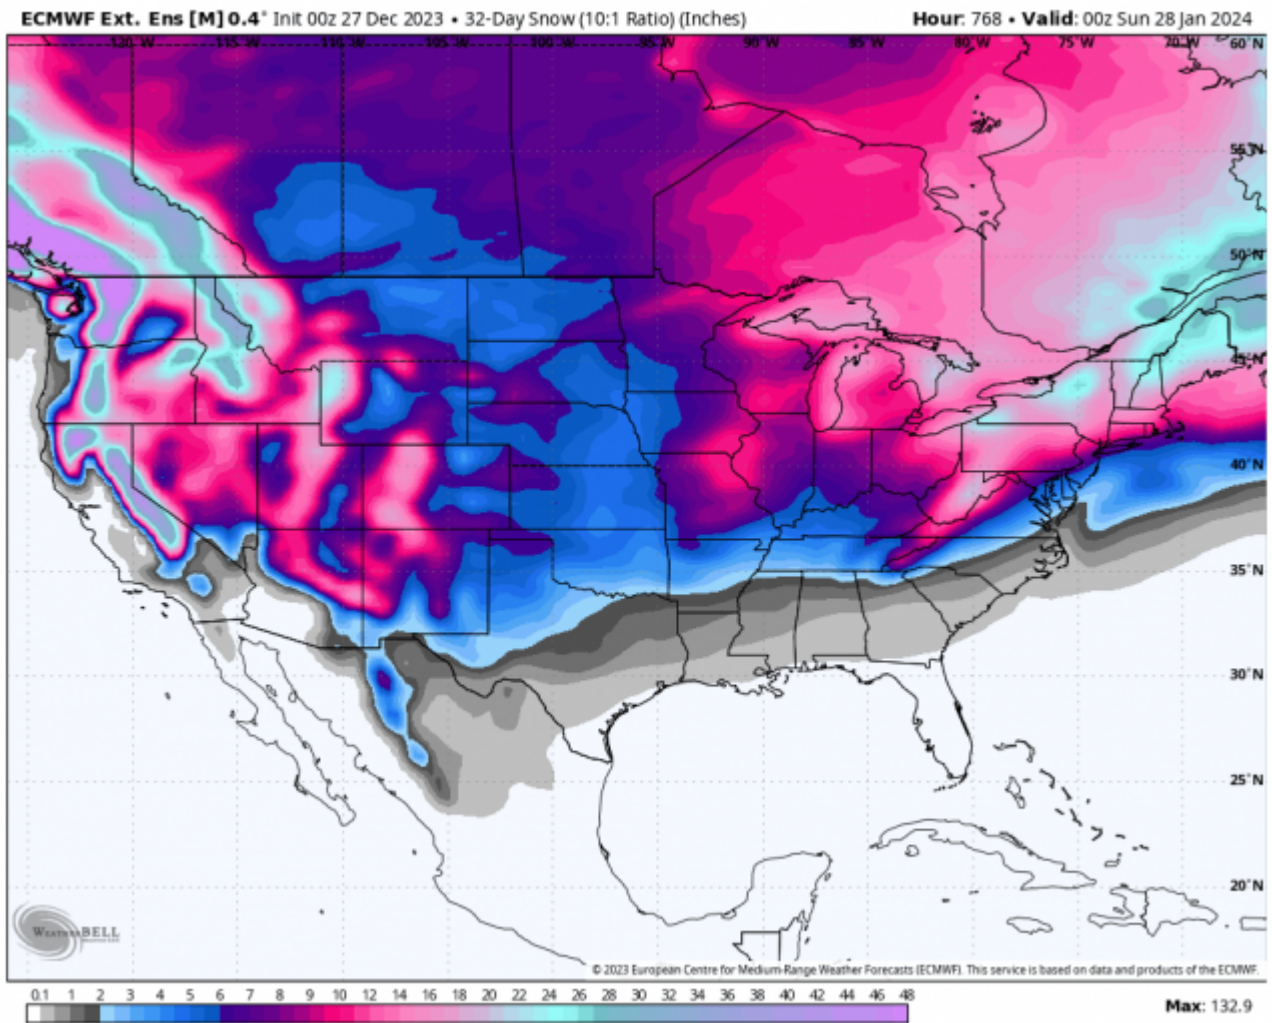 ECMWF Ext. Ens [M] 0.4° Init 00z 27 Dec 2023 • 32-Day Snow (10:1 Ratio) (Inches) Hour: 768 • Valid: 00z Sun 28 Jan 2024
120°W 115°W 110°W 105°W 100°W 95°W 90°W 85°W 80°W 75°W 70°W 60°N
55°N
50°N
45°N
40°N
35°N
30°N
25°N
20°N
WEATHERBELL
© 2023 European Centre for Medium-Range Weather Forecasts (ECMWF). This service is based on data and products of the ECMWF.
0.1 1 2 3 4 5 6 7 8 9 10 12 14 16 18 20 22 24 26 28 30 32 34 36 38 40 42 44 46 48
Max: 132.9